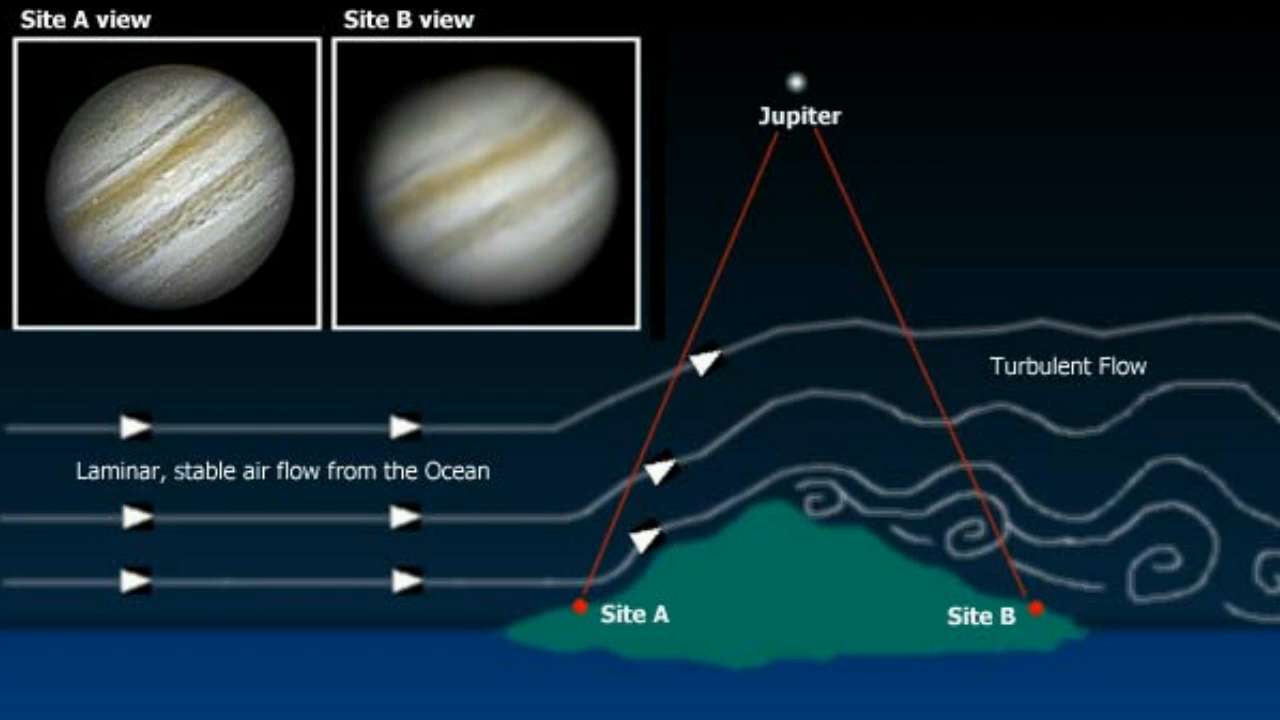 Site A view
Site B view
Jupiter
Turbulent Flow
Laminar, stable air flow from the Ocean
Site A
Site B